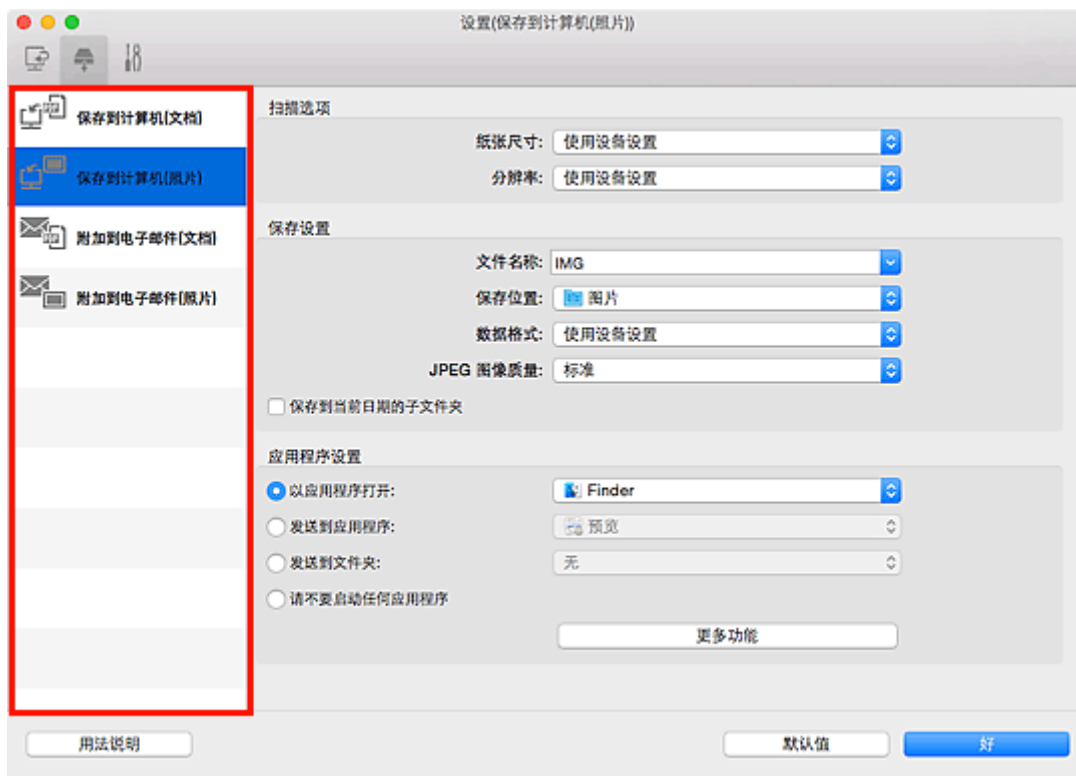 设置(保存到计算机(照片))
保存到计算机(文档)
保存到计算机(照片)
附加到电子邮件(文档)
附加到电子邮件(照片)
扫描选项
纸张尺寸: 使用设备设置
分辨率: 使用设备设置
保存设置
文件名称: IMG
保存位置: 图片
数据格式: 使用设备设置
JPEG 图像质量: 标准
保存到当前日期的子文件夹
应用程序设置
以应用程序打开: Finder
发送到应用程序: 预览
发送到文件夹: 无
请不要启动任何应用程序
更多功能
用法说明 默认值 好